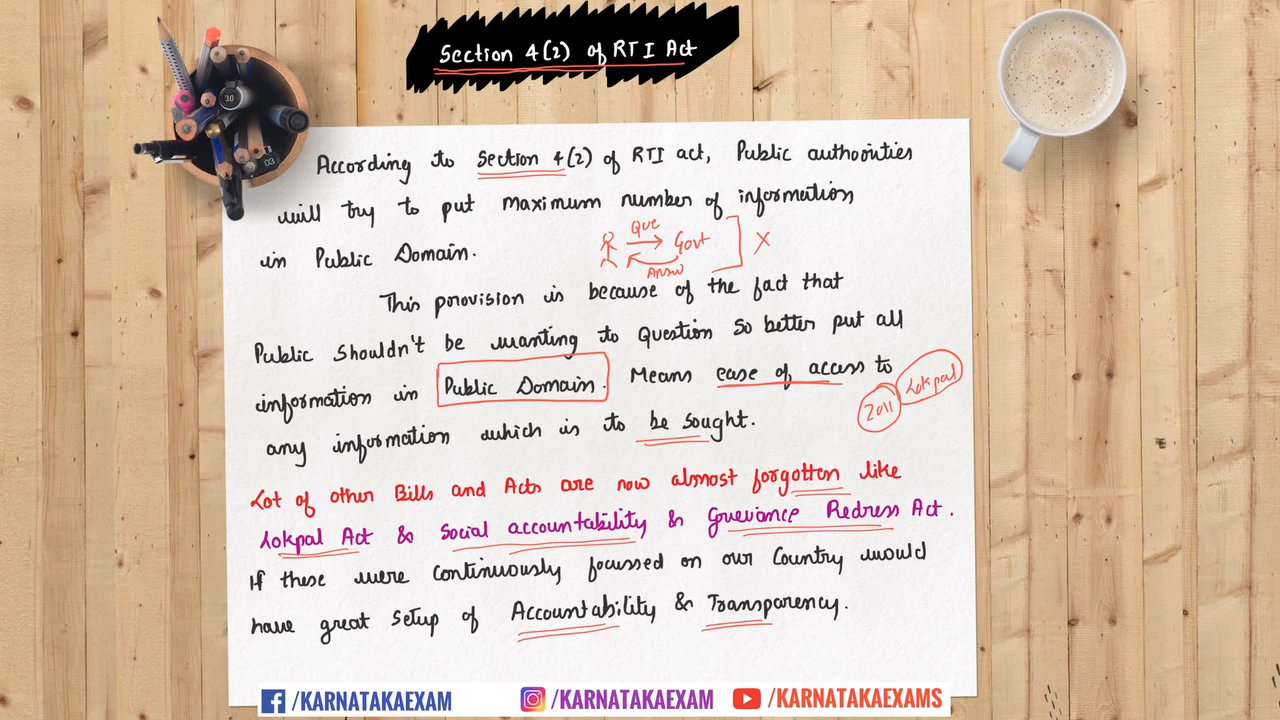 Section 4(2) of RTI Act
According to Section 4(2) of RTI act, Public authorities
will try to put maximum number of information
in Public Domain.
Que
Govt
X
Answ
This provision is because of the fact that
Public shouldn't be wanting to Question so better put all
information in Public Domain. Means ease of access to
2011 Lokpal
any information which is to be sought.
Lot of other Bills and Acts are now almost forgotten like
Lokpal Act & Social accountability & Grievance Redress Act.
If these were continuously focussed on our Country would
have great setup of Accountability & Transparency.
/KARNATAKAEXAM /KARNATAKAEXAM /KARNATAKAEXAMS